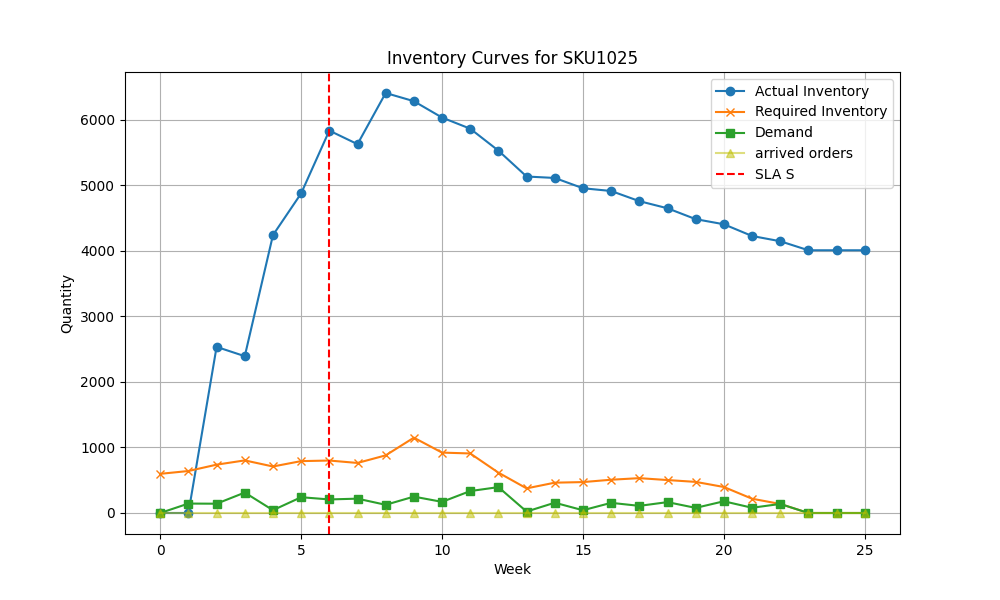 Inventory Curves for SKU1025
Actual Inventory
Required Inventory
Demand
arrived orders
SLA S
Quantity
6000
5000
4000
3000
2000
1000
0
0 5 10 15 20 25
Week